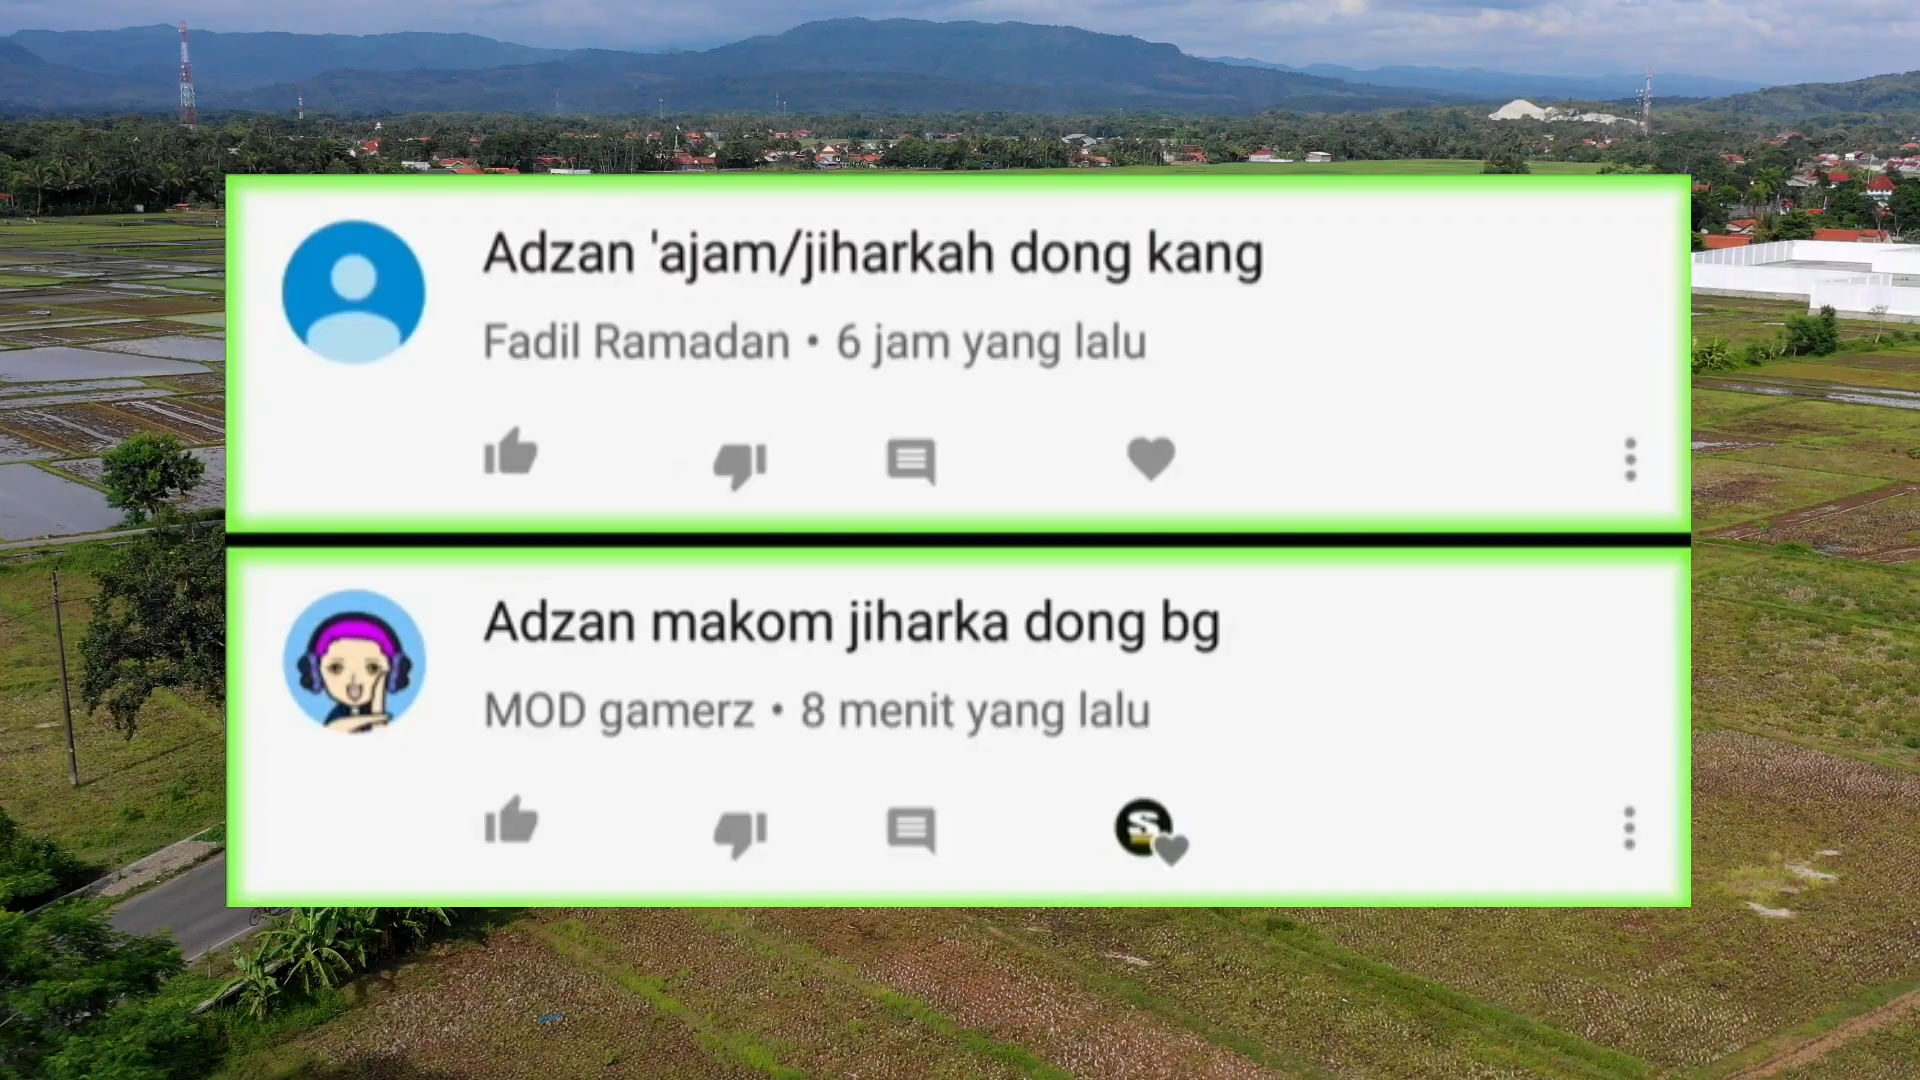 Adzan 'ajam/jiharkah dong kang
Fadil Ramadan • 6 jam yang lalu
Adzan makom jiharka dong bg
MOD gamerz • 8 menit yang lalu
S